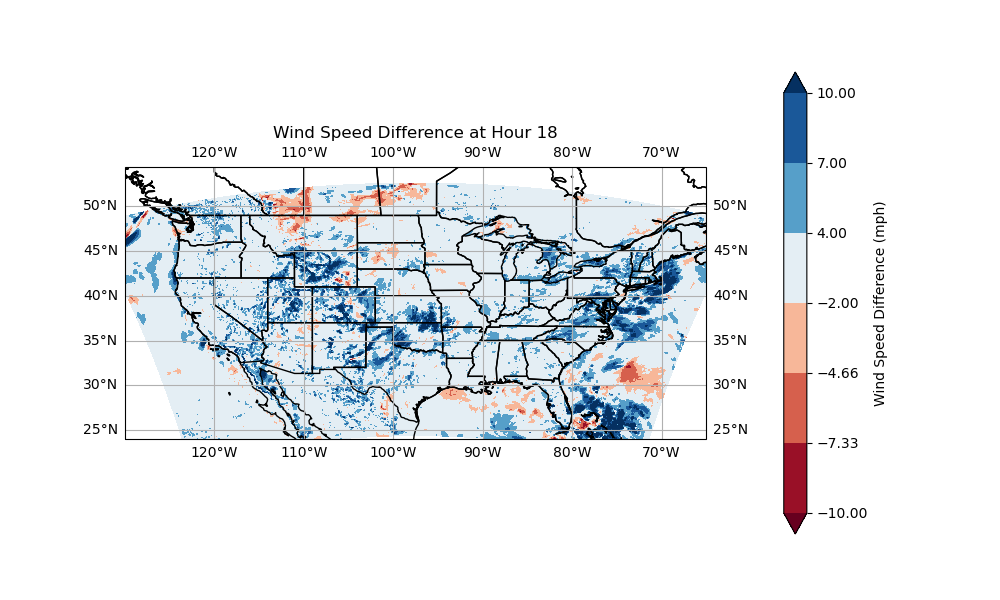 Wind Speed Difference at Hour 18
120°W 110°W 100°W 90°W 80°W 70°W
50°N 50°N
45°N 45°N
40°N 40°N
35°N 35°N
30°N 30°N
25°N 25°N
120°W 110°W 100°W 90°W 80°W 70°W
10.00
7.00
4.00
−2.00
−4.66
−7.33
−10.00
Wind Speed Difference (mph)